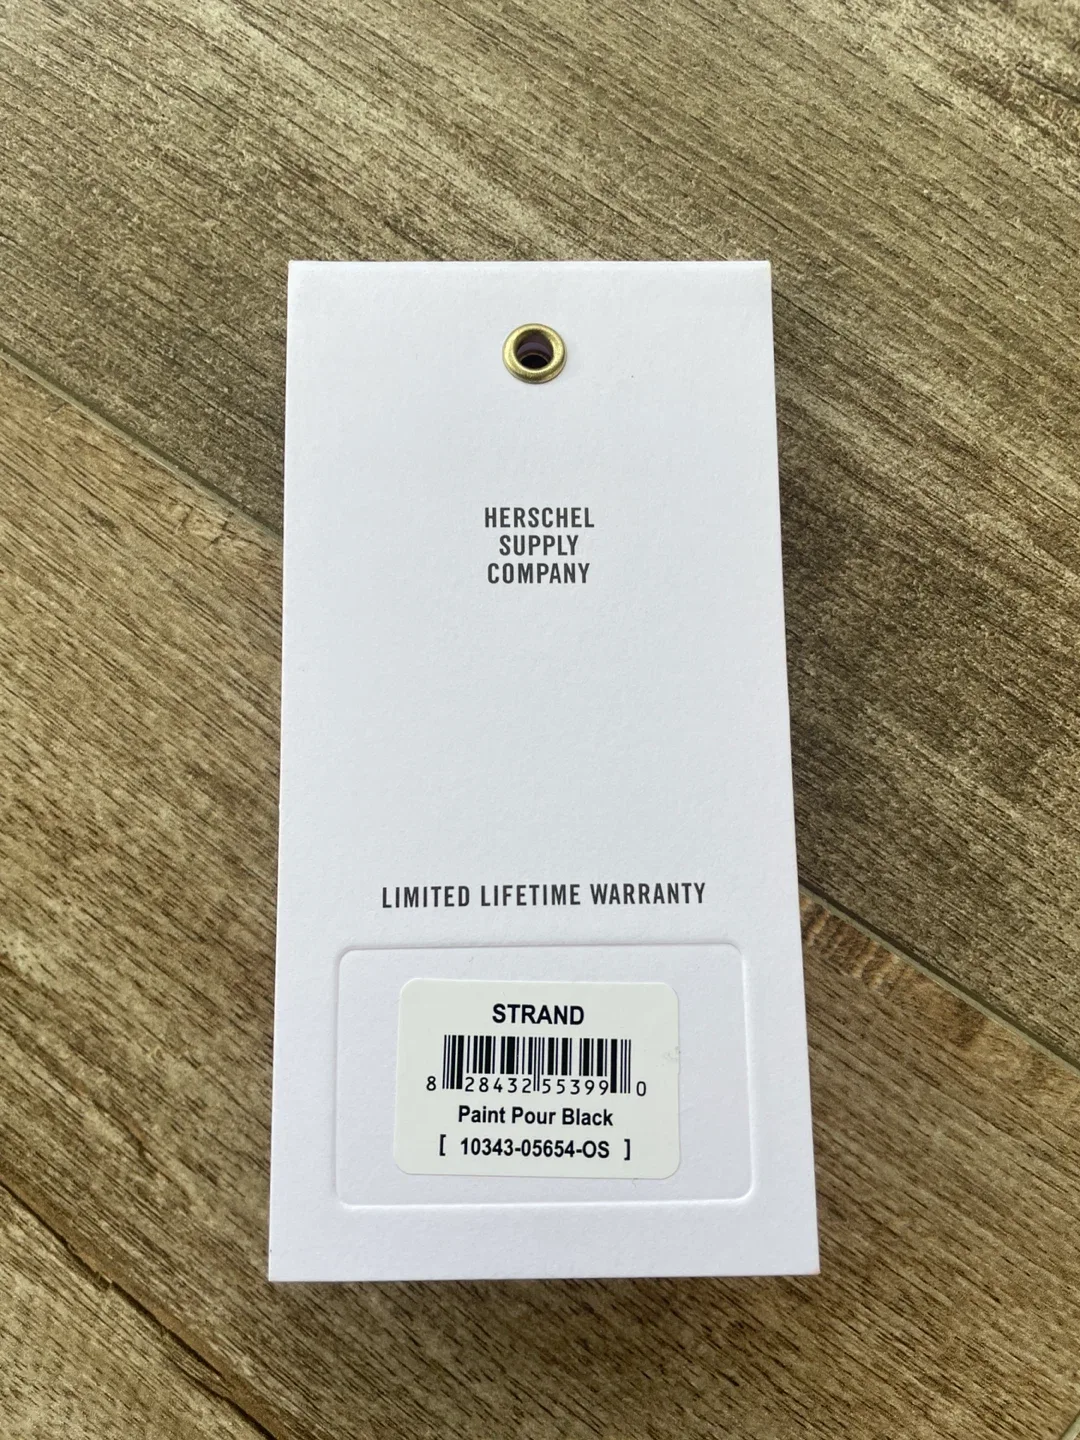 HERSCHEL
SUPPLY
COMPANY
LIMITED LIFETIME WARRANTY
STRAND
8 28432 55399 0
Paint Pour Black
[ 10343-05654-OS ]